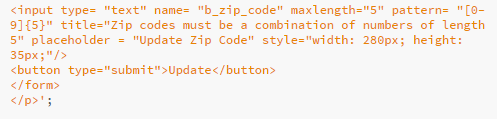 <input type= "text" name= "b_zip_code" maxlength="5" pattern= "[0-
9]{5}" title="Zip codes must be a combination of numbers of length
5" placeholder = "Update Zip Code" style="width: 280px; height:
35px;"/>
<button type="submit">Update</button>
</form>
</p>';